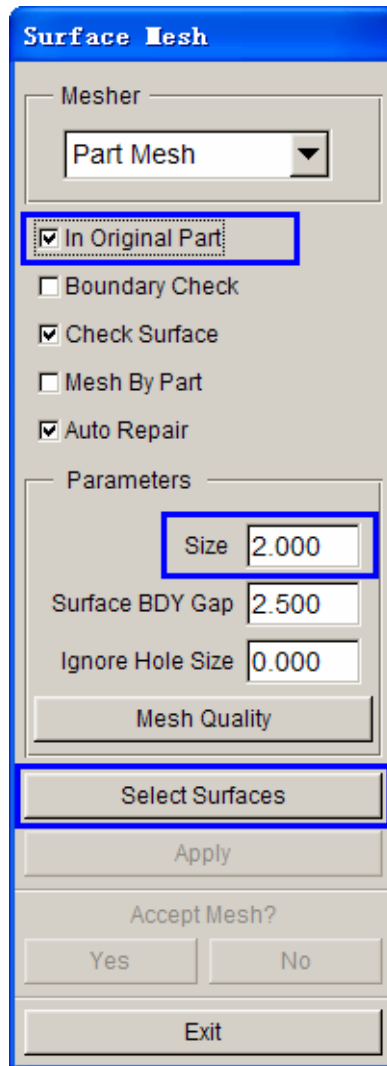 Surface Mesh
Mesher
Part Mesh
In Original Part
Boundary Check
Check Surface
Mesh By Part
Auto Repair
Parameters
Size 2.000
Surface BDY Gap 2.500
Ignore Hole Size 0.000
Mesh Quality
Select Surfaces
Apply
Accept Mesh?
Yes No
Exit